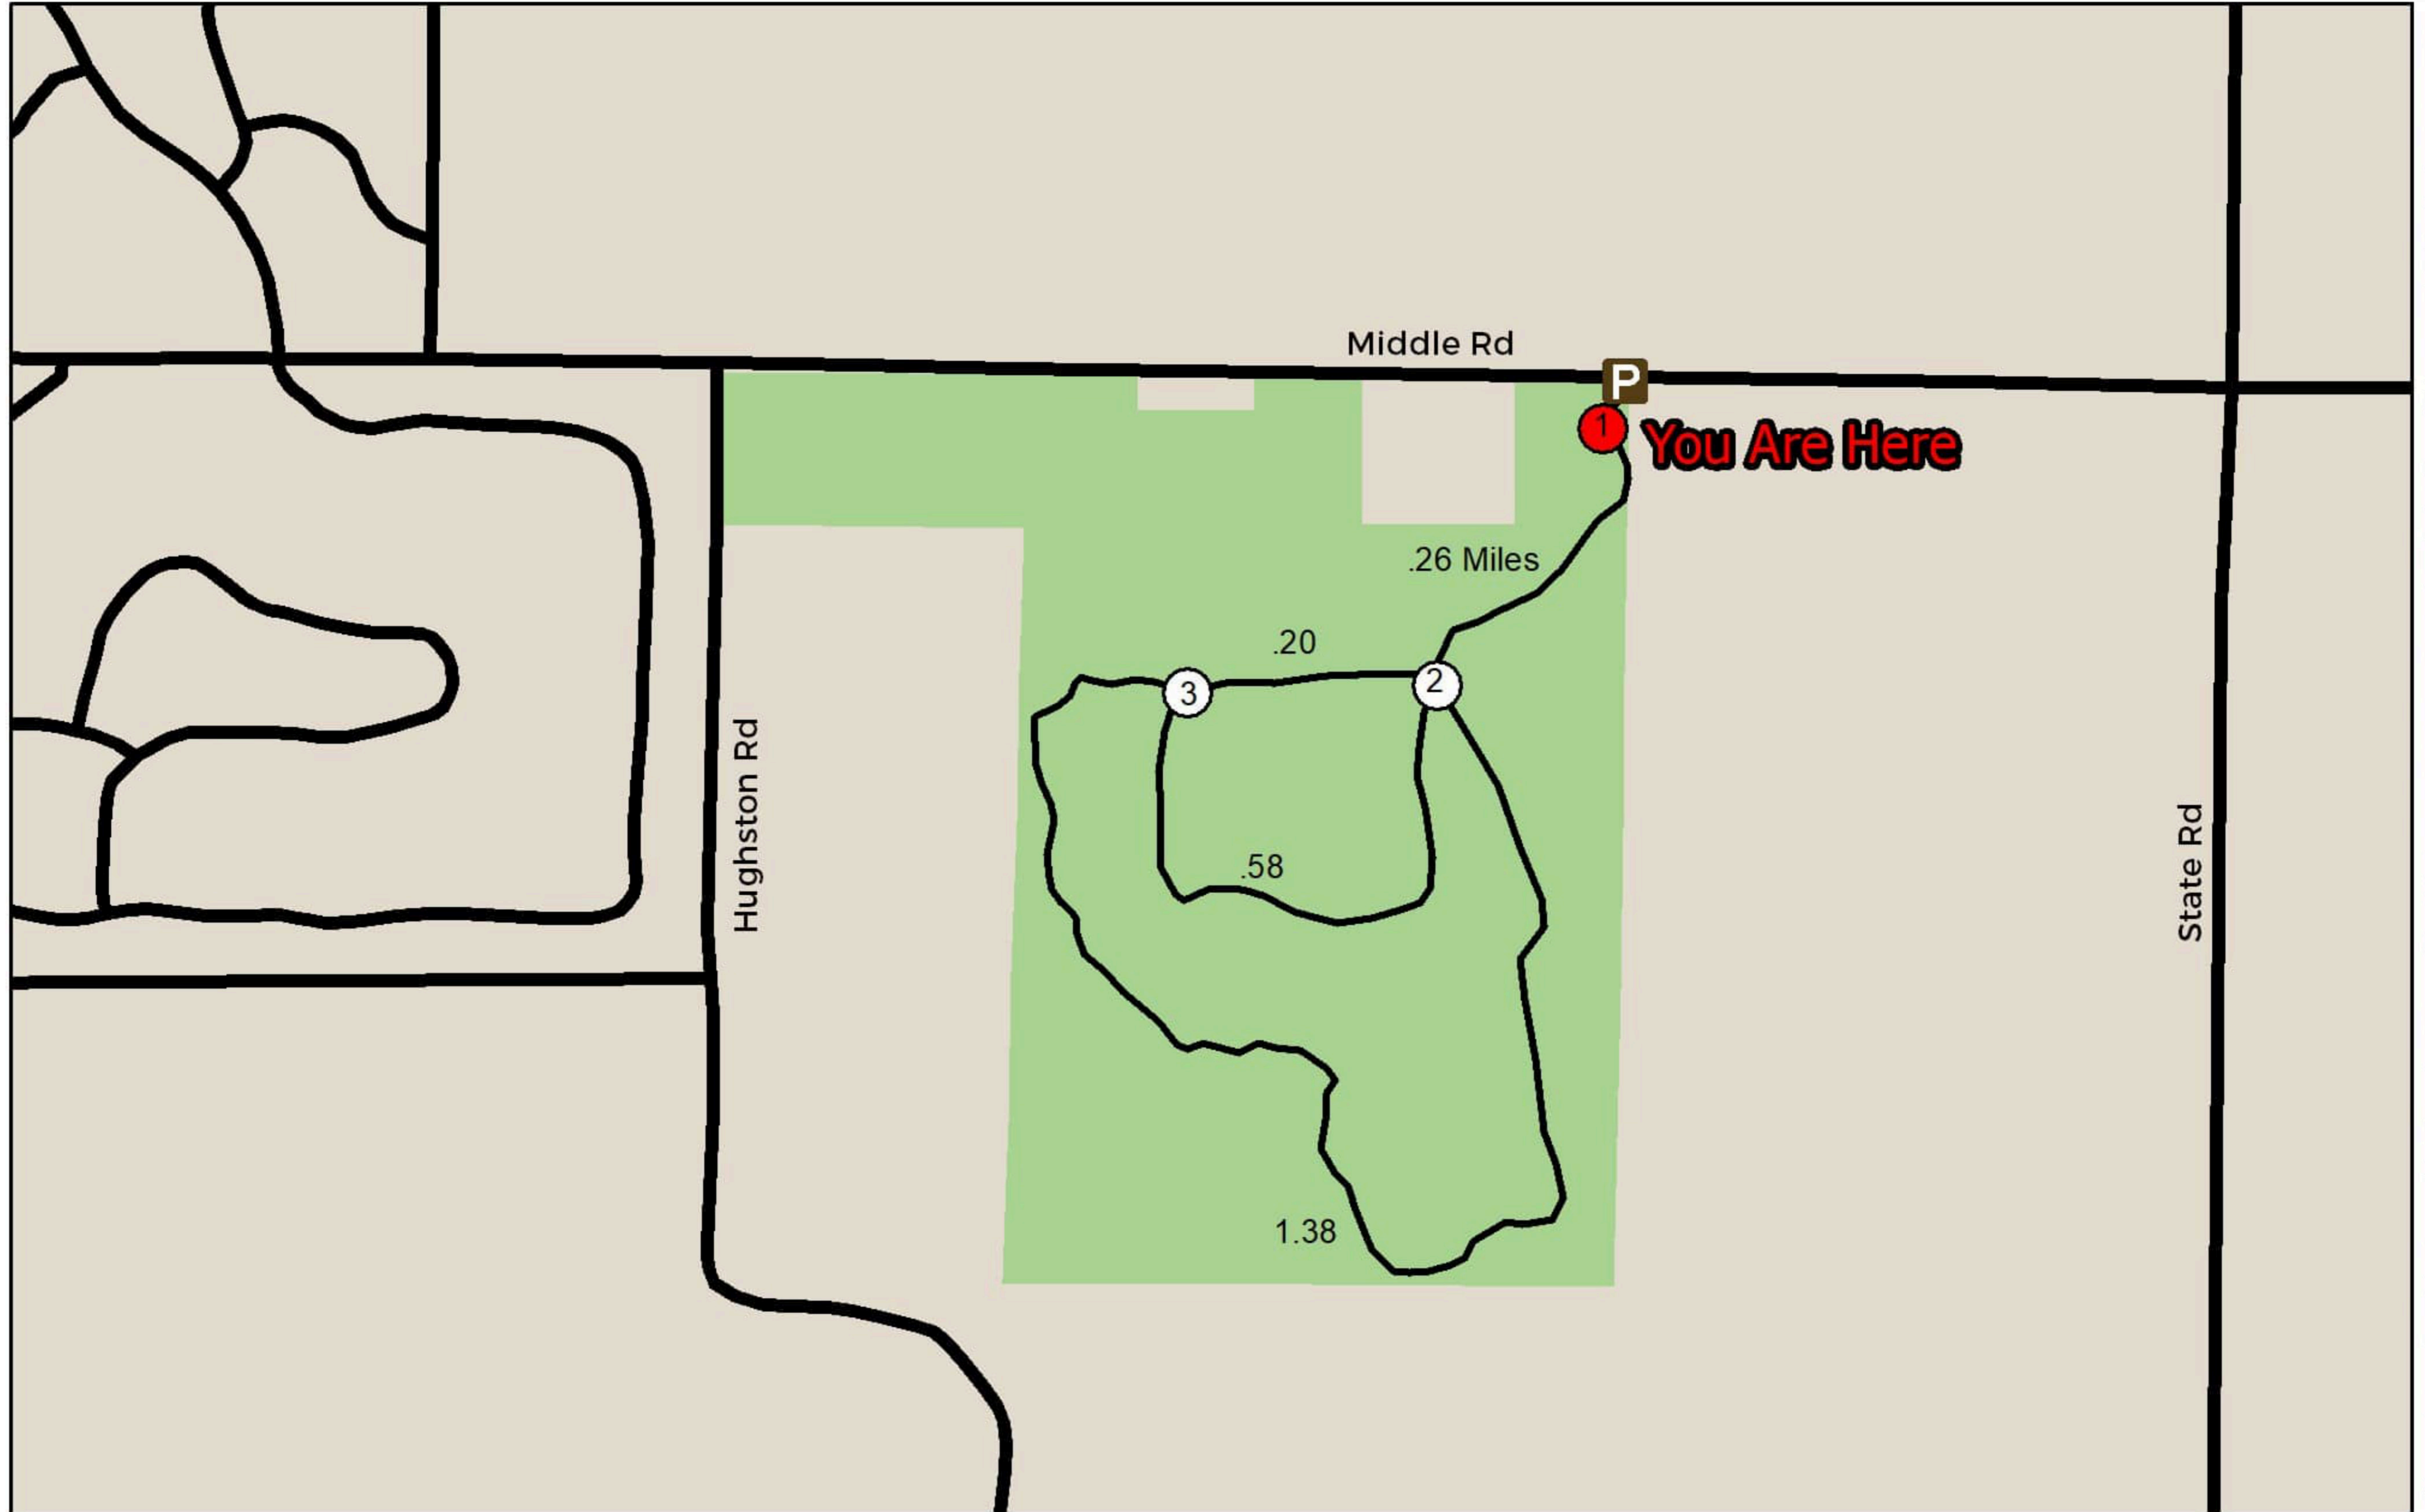 Middle Rd
P
1
You Are Here
.26 Miles
.20
3
2
Hughston Rd
State Rd
.58
1.38